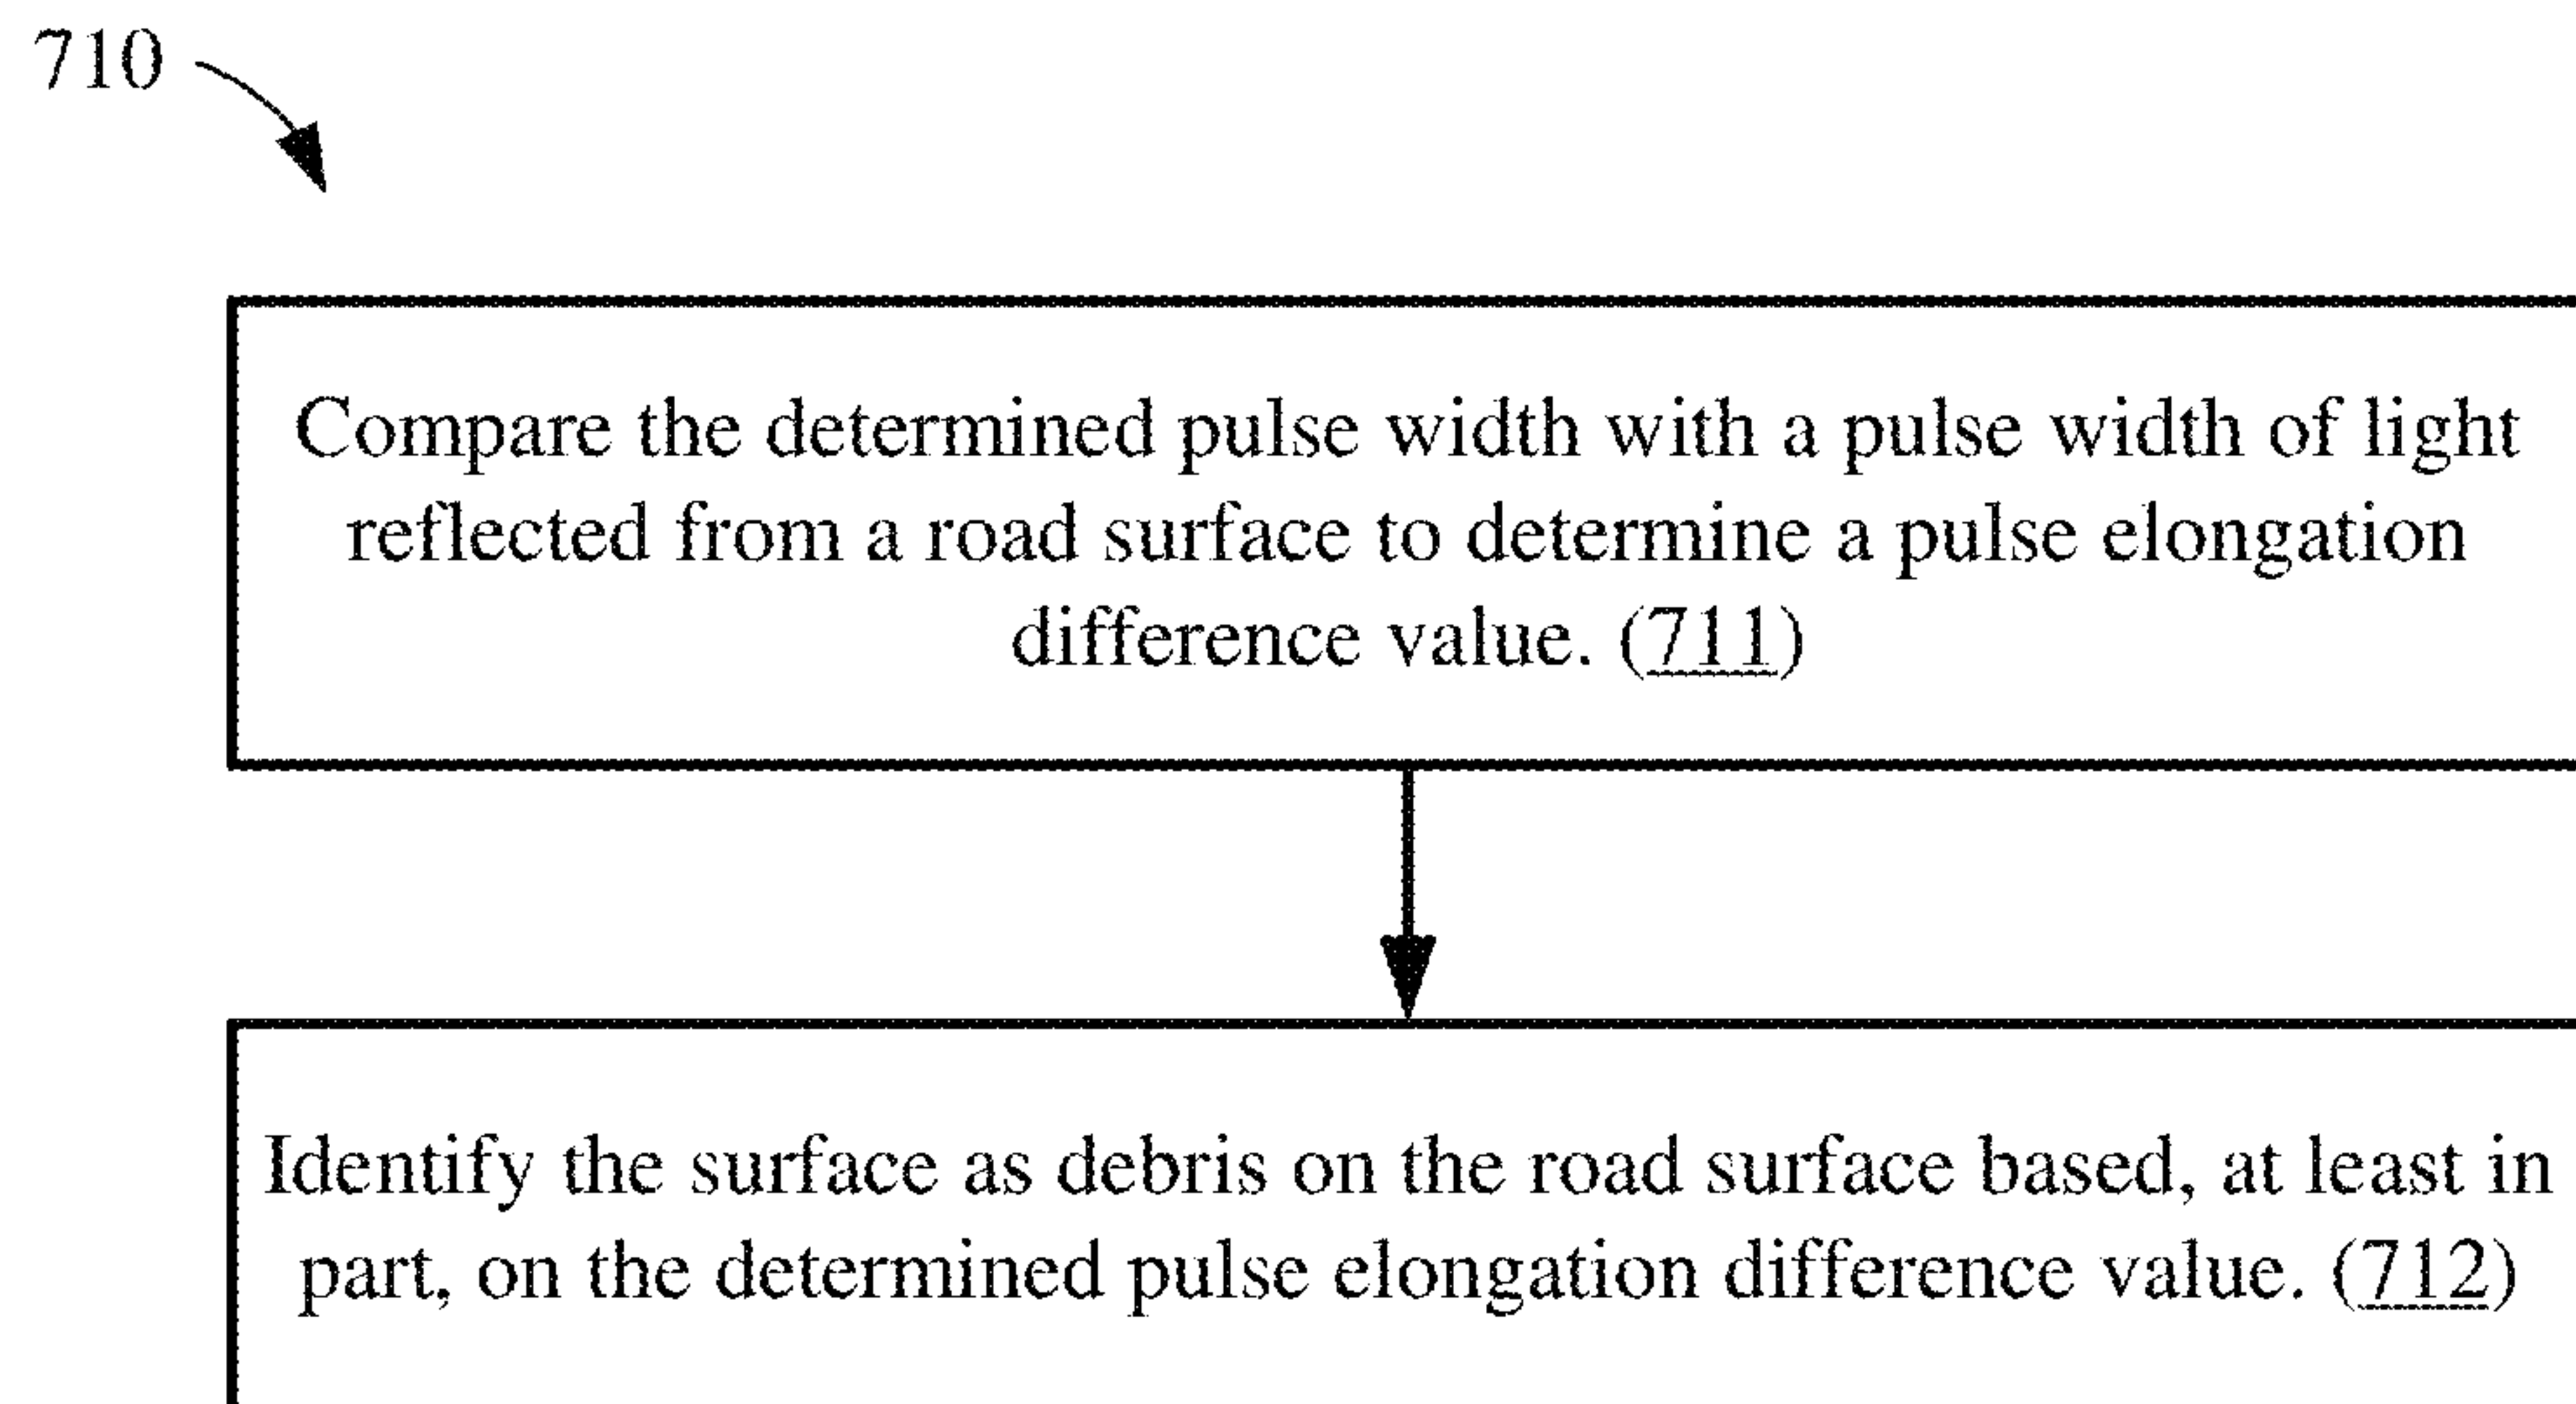 710
Compare the determined pulse width with a pulse width of light
reflected from a road surface to determine a pulse elongation
difference value. (711)
Identify the surface as debris on the road surface based, at least in
part, on the determined pulse elongation difference value. (712)